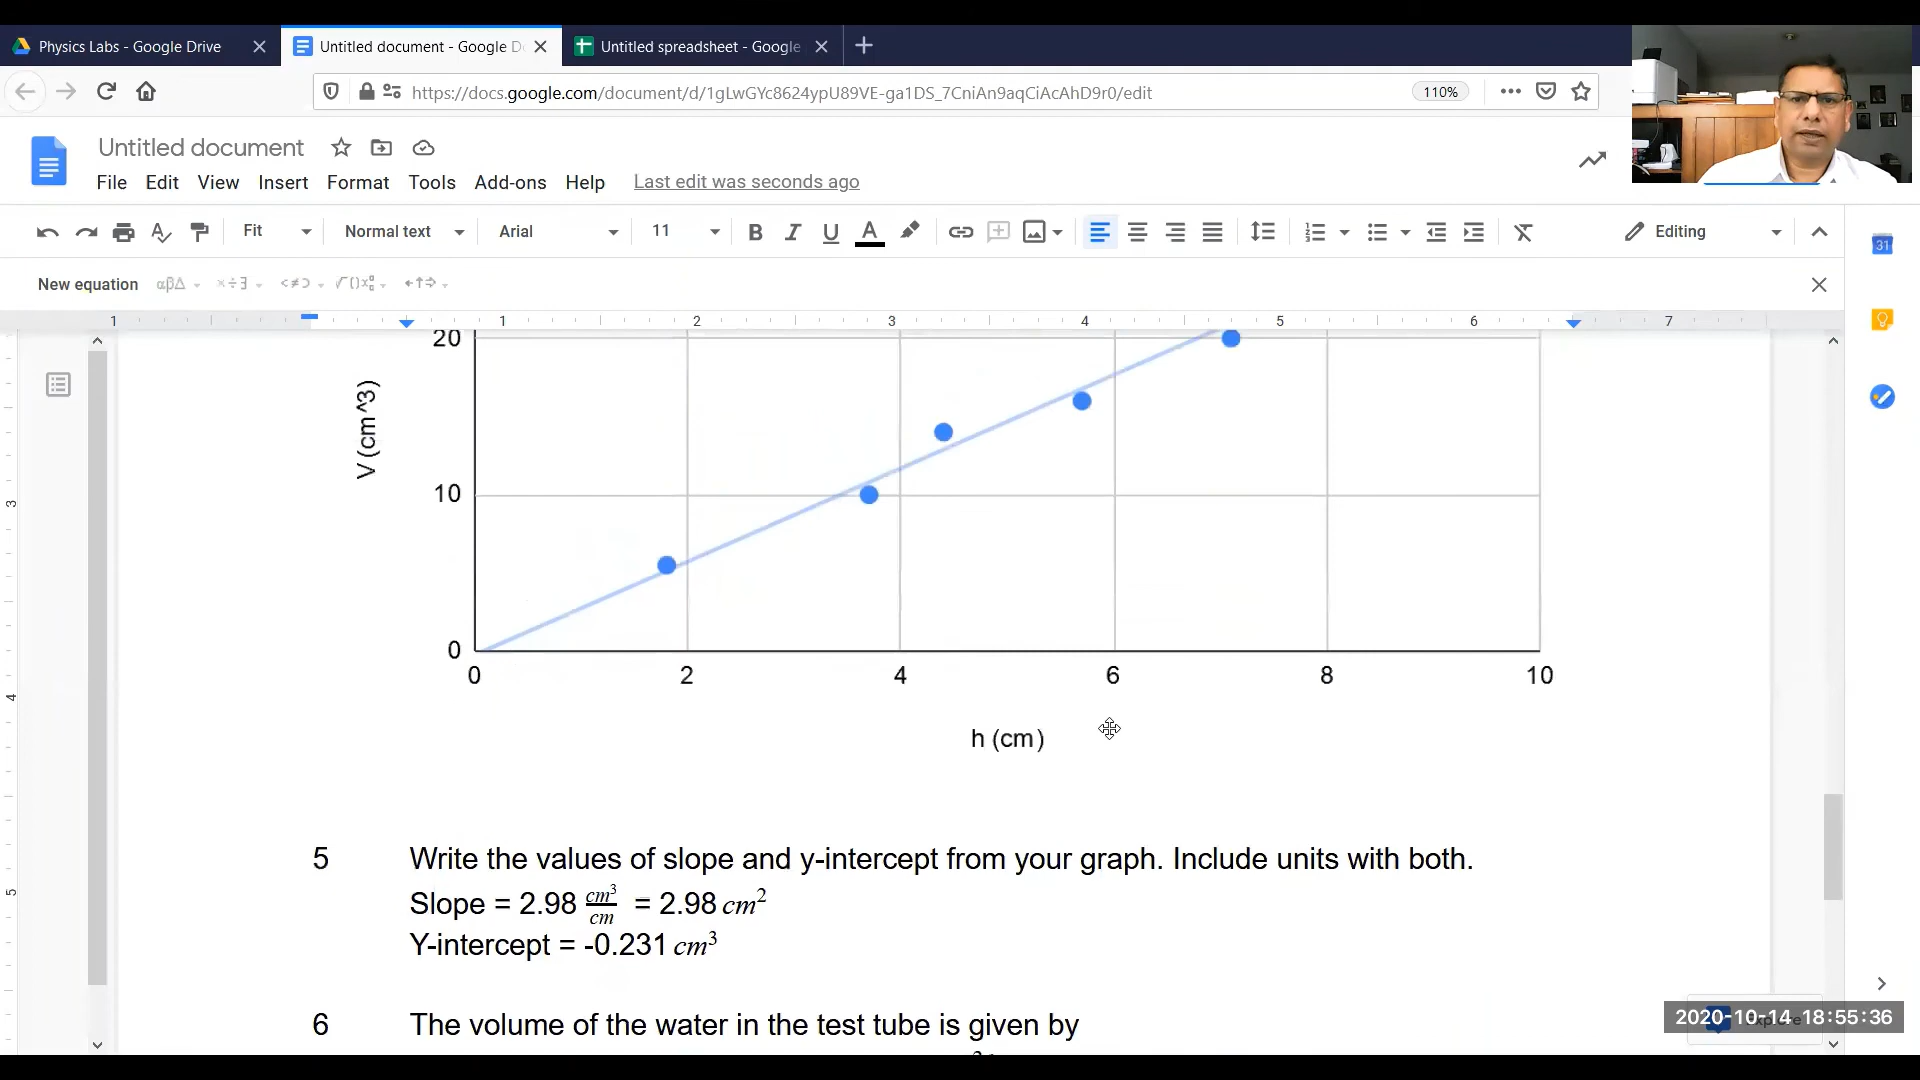 Physics Labs - Google Drive
Untitled document - Google D
Untitled spreadsheet - Google
https://docs.google.com/document/d/1gLwGYc8624ypU89VE-ga1DS_7CniAn9aqCiAcAhD9r0/edit
110%
Untitled document
File Edit View Insert Format Tools Add-ons Help Last edit was seconds ago
Fit Normal text Arial 11 B I U A Editing
31
New equation
1 1 2 3 4 5 6 7
20
V (cm^3)
10
0
0 2 4 6 8 10
h (cm)
3
4
5
5 Write the values of slope and y-intercept from your graph. Include units with both.
Slope = 2.98 cm³/cm = 2.98 cm²
Y-intercept = -0.231 cm³
6 The volume of the water in the test tube is given by
2020-10-14 18:55:36